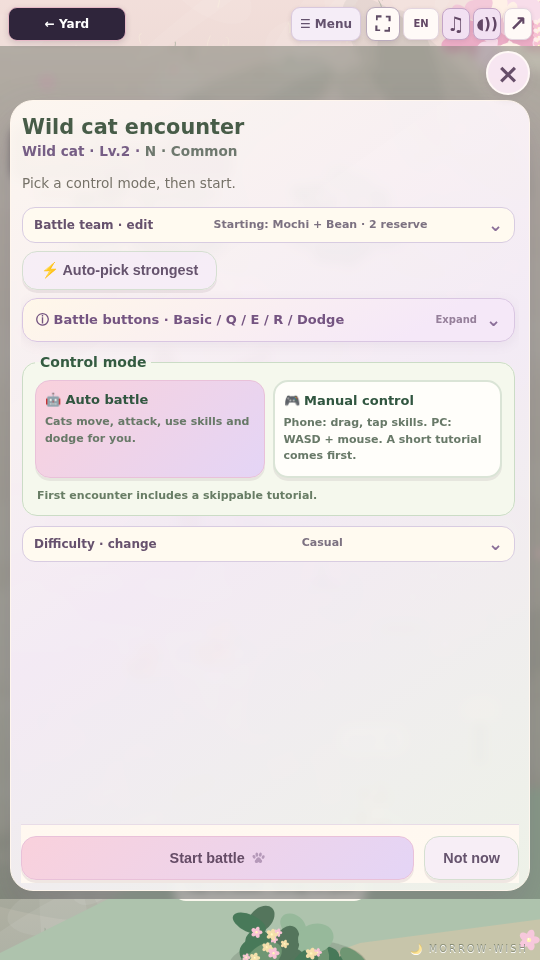 ← Yard
☰ Menu
EN
Wild cat encounter
Wild cat · Lv.2 · N · Common
Pick a control mode, then start.
Battle team · edit
Starting: Mochi + Bean · 2 reserve
⚡ Auto-pick strongest
ⓘ Battle buttons · Basic / Q / E / R / Dodge
Expand
Control mode
🤖 Auto battle
Cats move, attack, use skills and
dodge for you.
🎮 Manual control
Phone: drag, tap skills. PC:
WASD + mouse. A short tutorial
comes first.
First encounter includes a skippable tutorial.
Difficulty · change
Casual
Start battle 🐾
Not now
🌙 MORROW-WISH